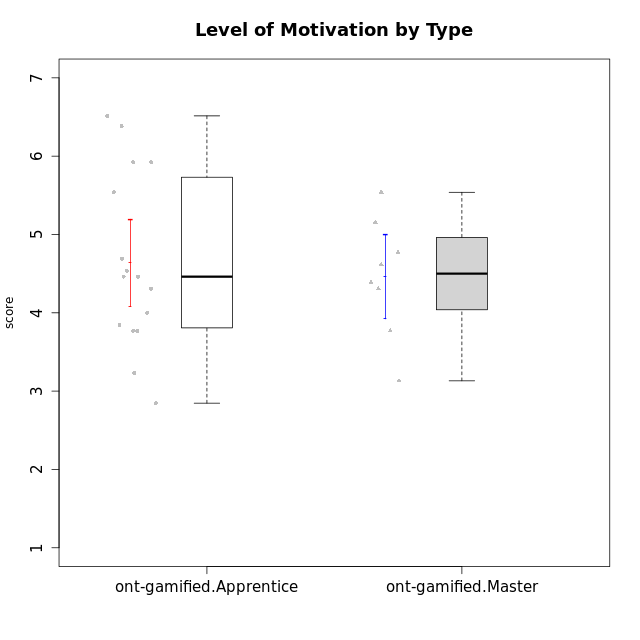 Level of Motivation by Type
score
7
6
5
4
3
2
1
ont-gamified.Apprentice
ont-gamified.Master